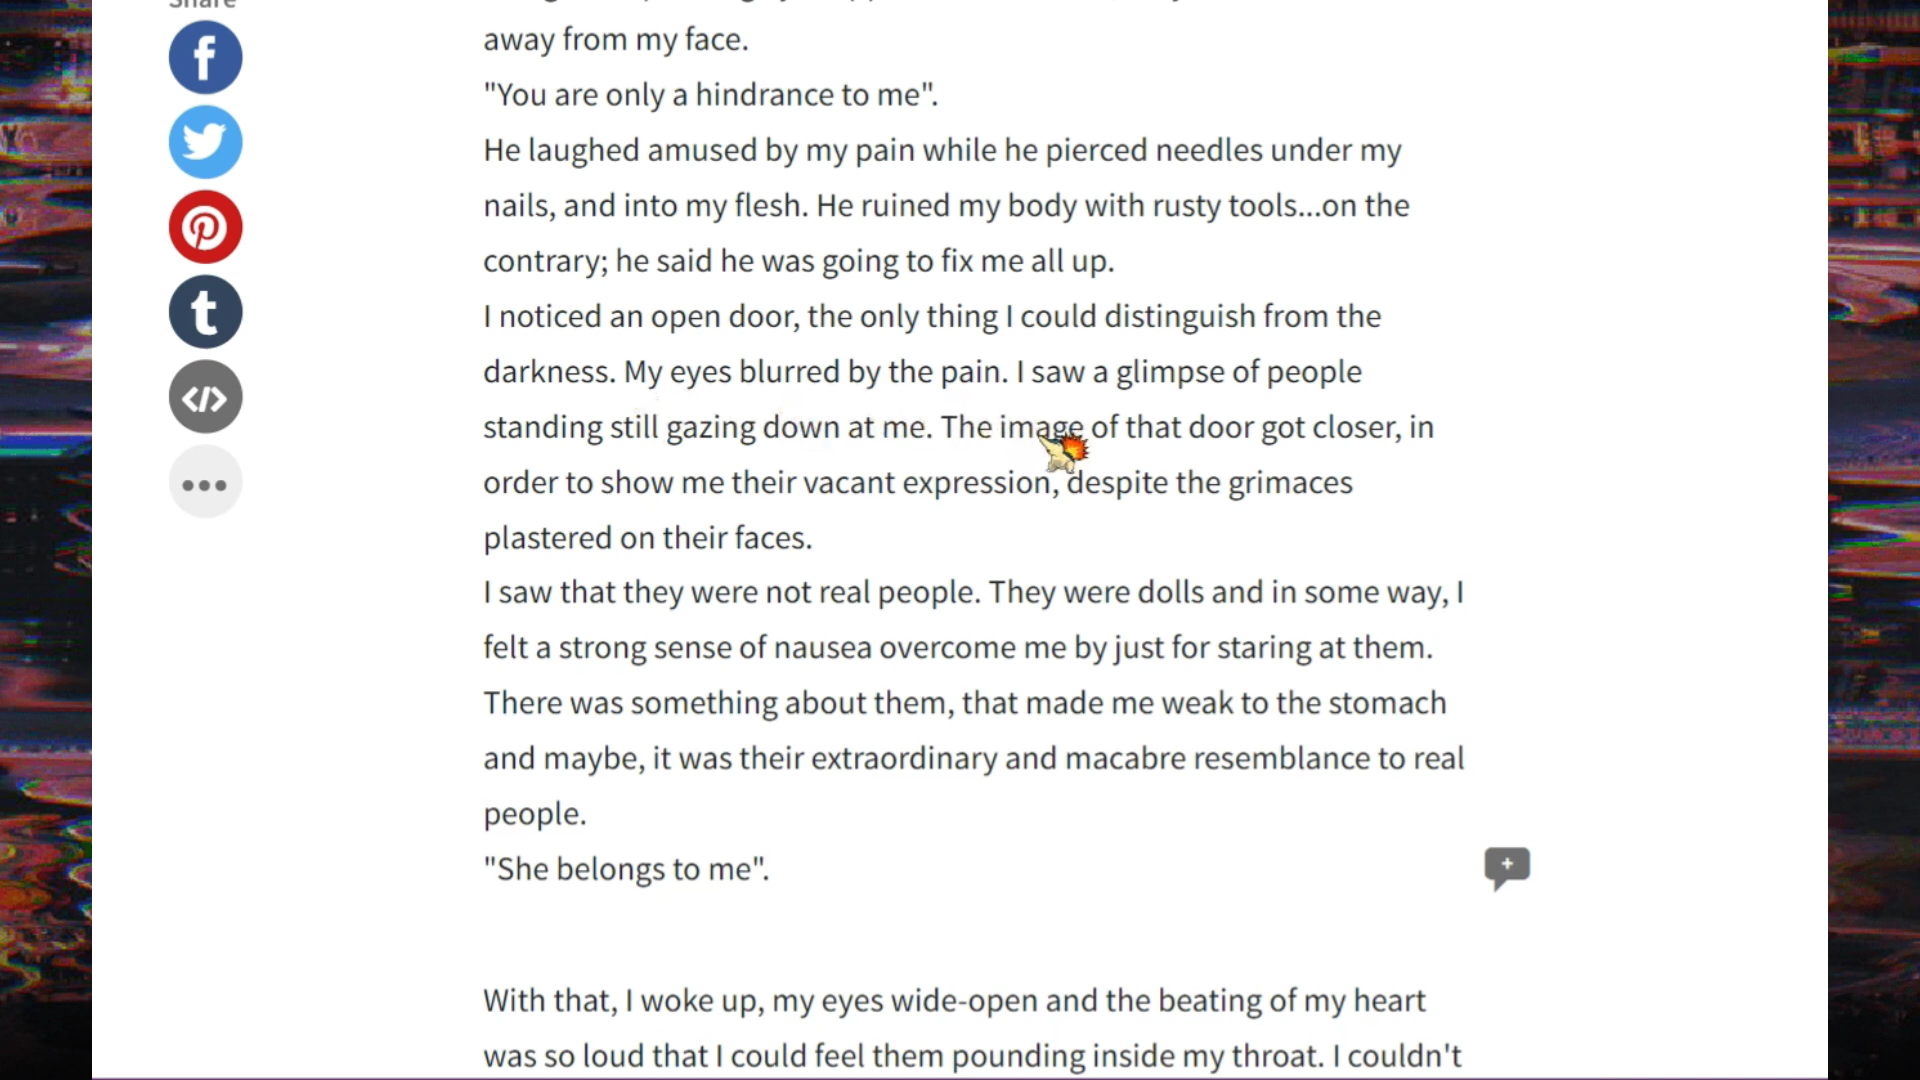 Share
away from my face.
"You are only a hindrance to me".
He laughed amused by my pain while he pierced needles under my
nails, and into my flesh. He ruined my body with rusty tools...on the
contrary; he said he was going to fix me all up.
I noticed an open door, the only thing I could distinguish from the
darkness. My eyes blurred by the pain. I saw a glimpse of people
standing still gazing down at me. The image of that door got closer, in
order to show me their vacant expression, despite the grimaces
plastered on their faces.
I saw that they were not real people. They were dolls and in some way, I
felt a strong sense of nausea overcome me by just for staring at them.
There was something about them, that made me weak to the stomach
and maybe, it was their extraordinary and macabre resemblance to real
people.
"She belongs to me".
With that, I woke up, my eyes wide-open and the beating of my heart
was so loud that I could feel them pounding inside my throat. I couldn't